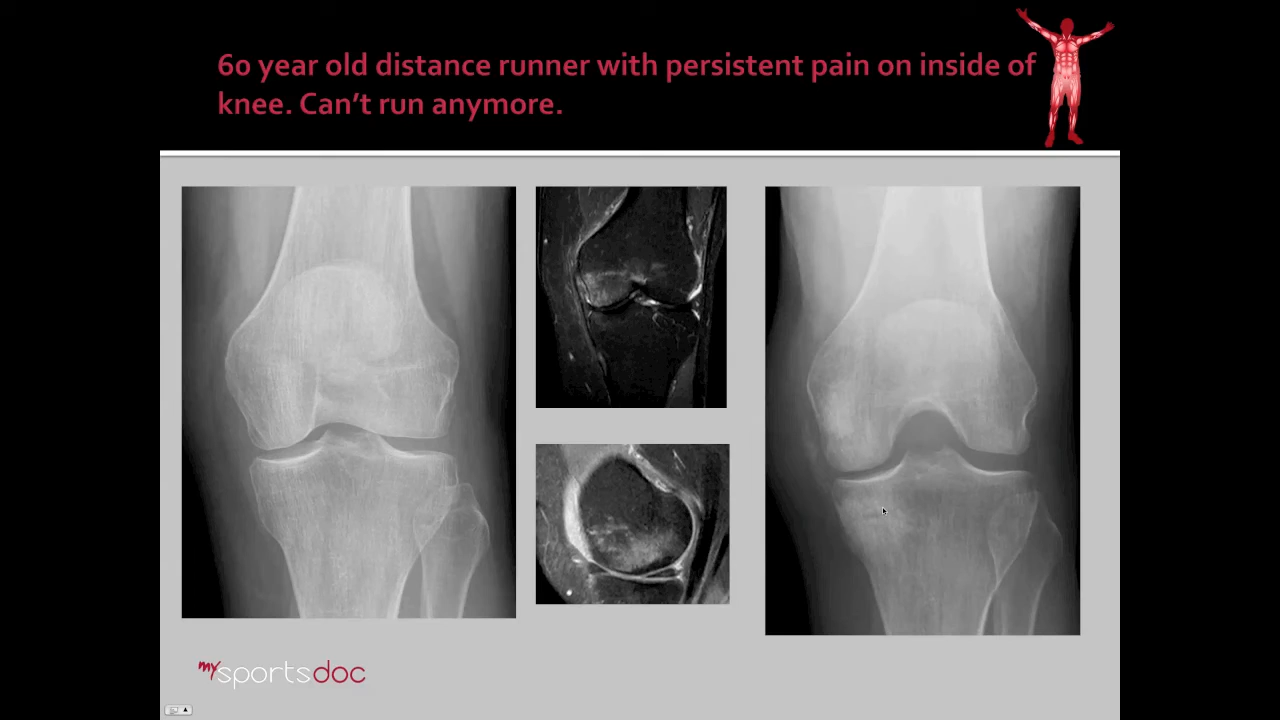 60 year old distance runner with persistent pain on inside of
knee. Can’t run anymore.
mysportsdoc